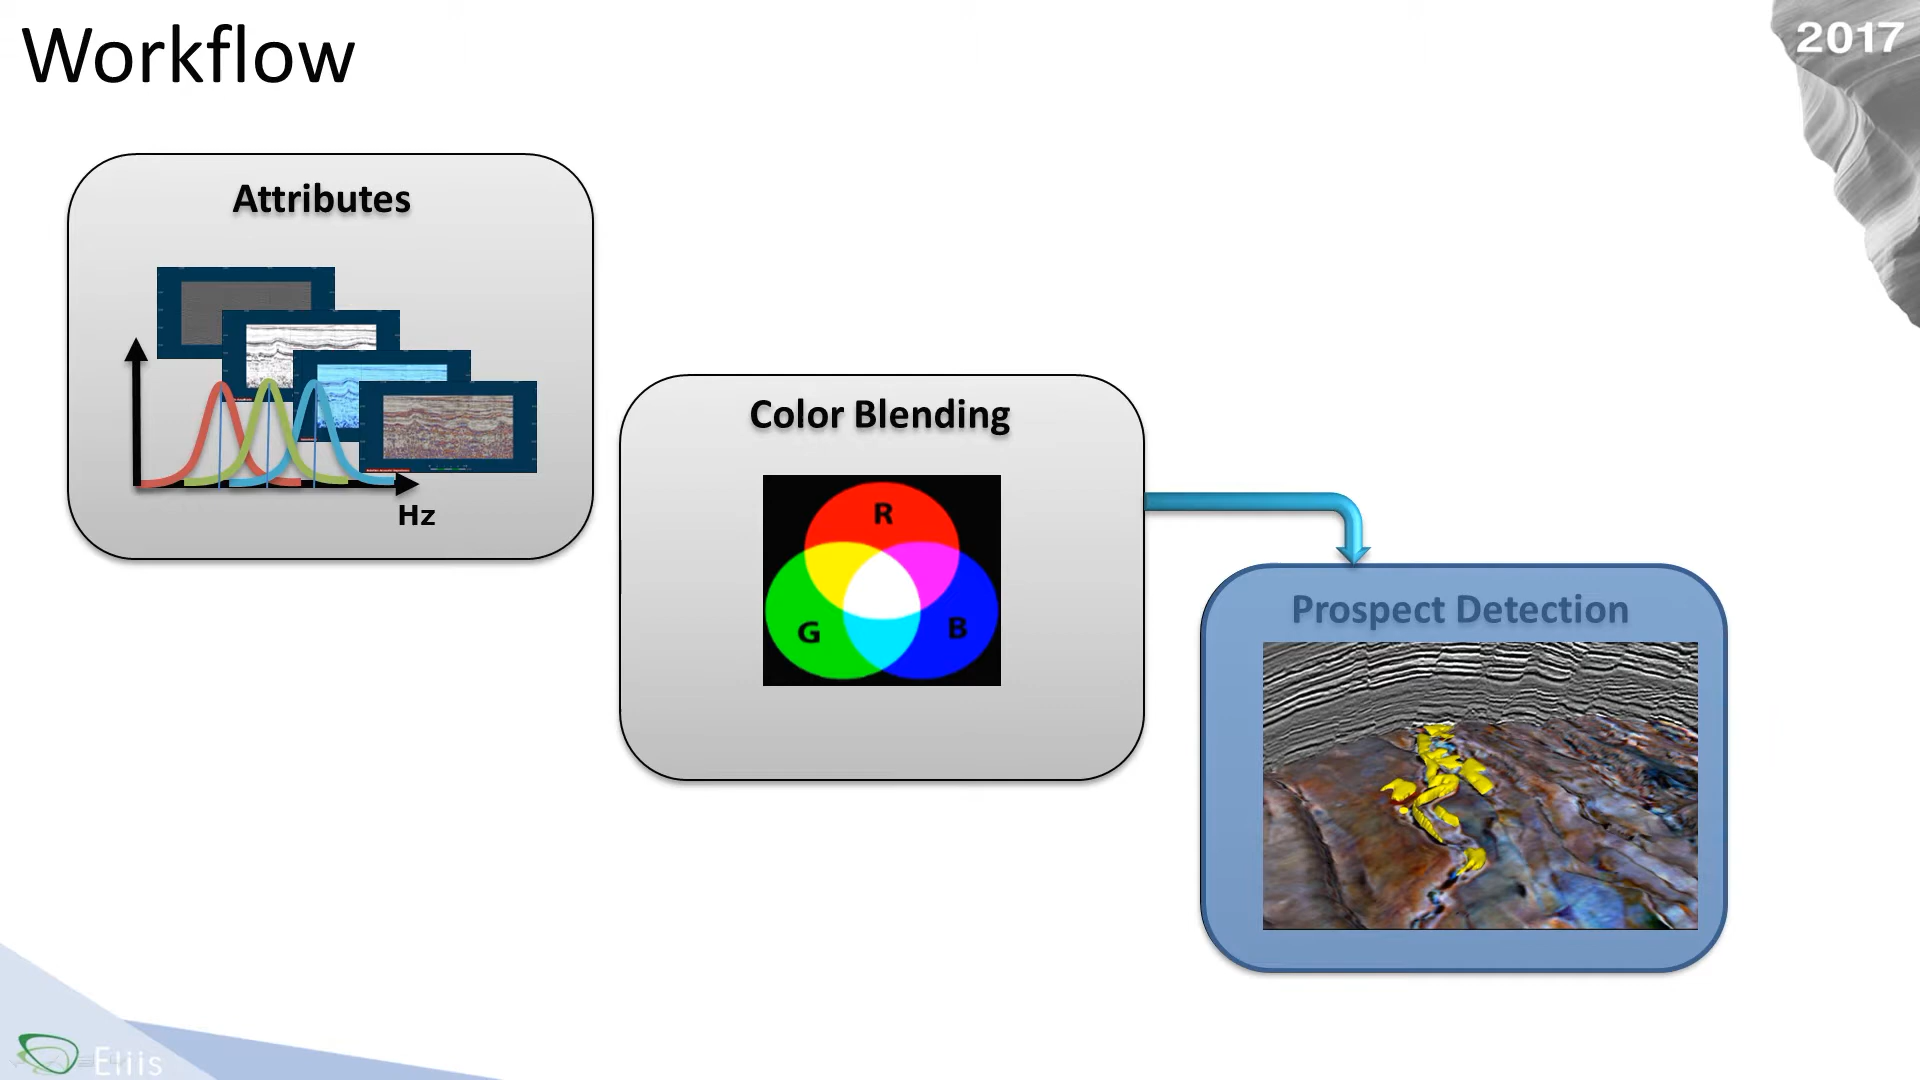 Workflow
2017
Attributes
Hz
Color Blending
R
G
B
Prospect Detection
Eliis